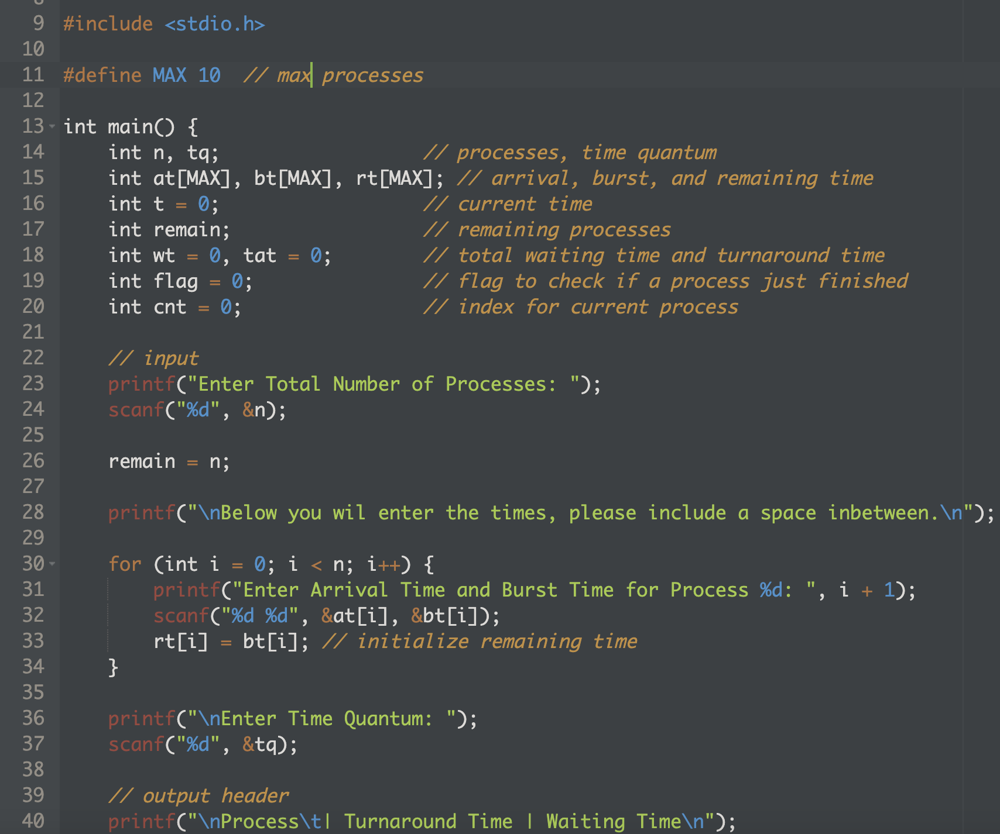 8
9 #include <stdio.h>
10
11 #define MAX 10  // max processes
12
13 int main() {
14     int n, tq;                  // processes, time quantum
15     int at[MAX], bt[MAX], rt[MAX]; // arrival, burst, and remaining time
16     int t = 0;                  // current time
17     int remain;                 // remaining processes
18     int wt = 0, tat = 0;        // total waiting time and turnaround time
19     int flag = 0;               // flag to check if a process just finished
20     int cnt = 0;                // index for current process
21
22     // input
23     printf("Enter Total Number of Processes: ");
24     scanf("%d", &n);
25
26     remain = n;
27
28     printf("\nBelow you wil enter the times, please include a space inbetween.\n");
29
30     for (int i = 0; i < n; i++) {
31         printf("Enter Arrival Time and Burst Time for Process %d: ", i + 1);
32         scanf("%d %d", &at[i], &bt[i]);
33         rt[i] = bt[i]; // initialize remaining time
34     }
35
36     printf("\nEnter Time Quantum: ");
37     scanf("%d", &tq);
38
39     // output header
40     printf("\nProcess\t| Turnaround Time | Waiting Time\n");